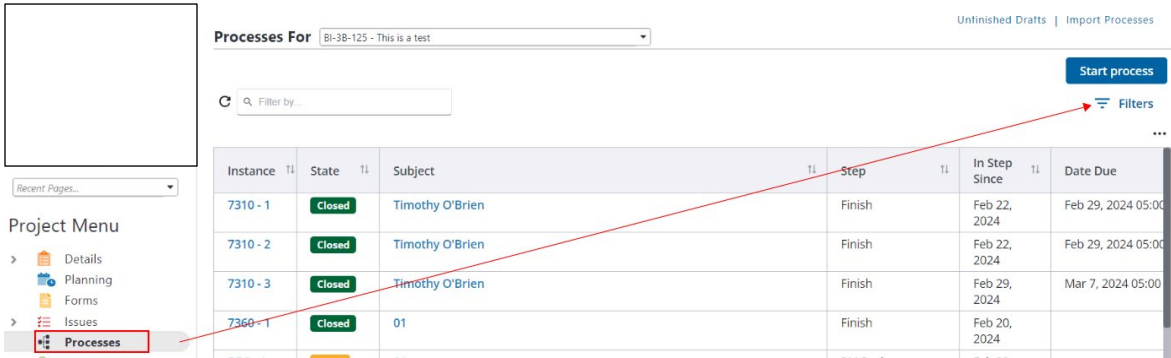 Unfinished Drafts | Import Processes
Processes For BI-3B-125 - This is a test
Start process
Filter by...
Filters
Recent Pages...
Project Menu
Details
Planning
Forms
Issues
Processes
Instance State Subject Step In Step Since Date Due
7310 - 1 Closed Timothy O'Brien Finish Feb 22, 2024 Feb 29, 2024 05:00
7310 - 2 Closed Timothy O'Brien Finish Feb 22, 2024 Feb 29, 2024 05:00
7310 - 3 Closed Timothy O'Brien Finish Feb 29, 2024 Mar 7, 2024 05:00
7360 - 1 Closed 01 Finish Feb 20, 2024